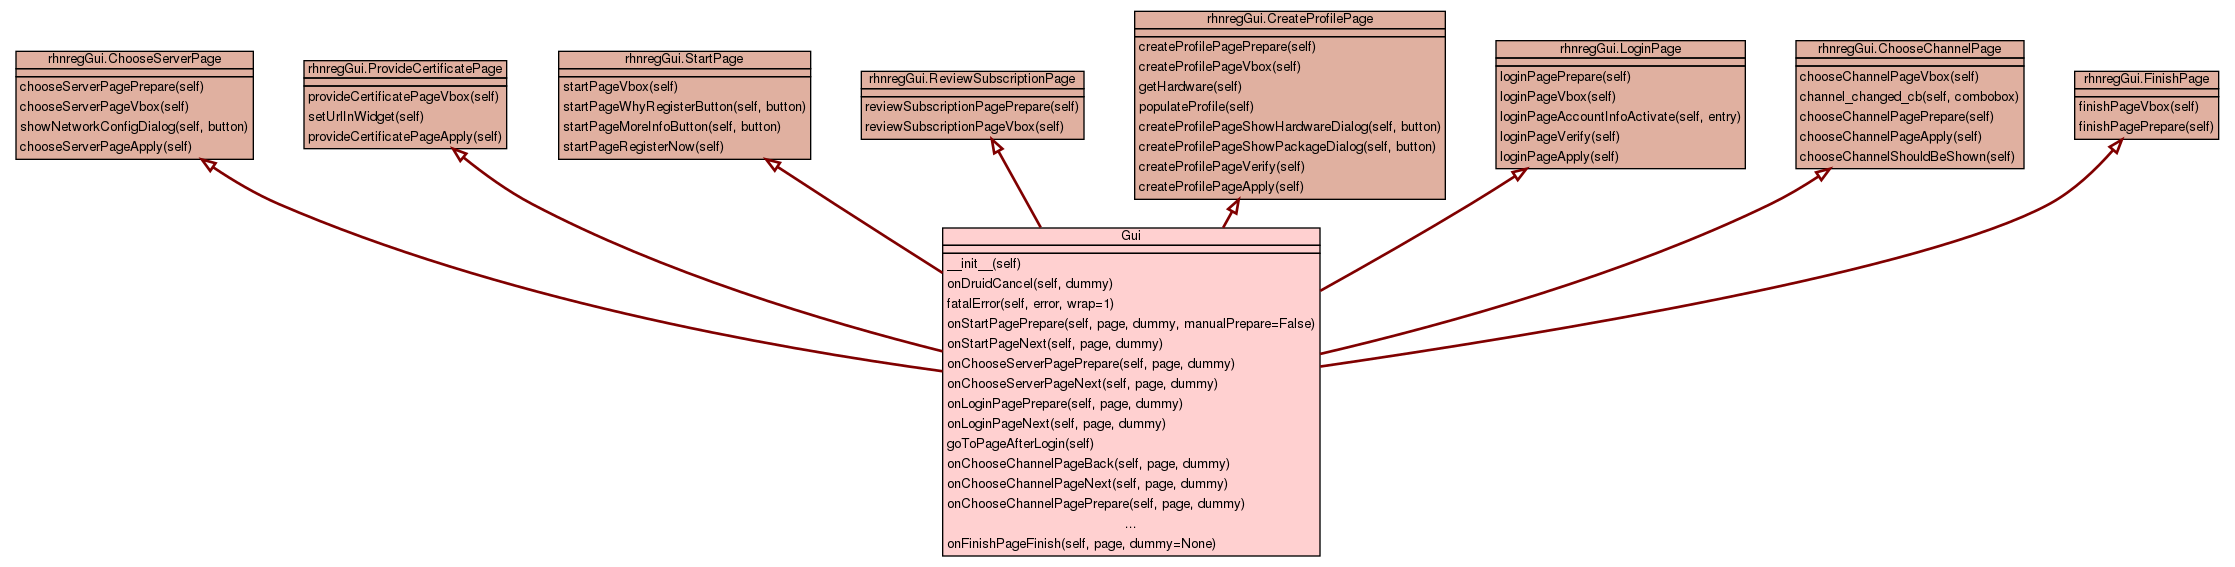 rhnregGui.ChooseServerPage
chooseServerPagePrepare(self)
chooseServerPageVbox(self)
showNetworkConfigDialog(self, button)
chooseServerPageApply(self)
rhnregGui.ProvideCertificatePage
provideCertificatePageVbox(self)
setUrlInWidget(self)
provideCertificatePageApply(self)
rhnregGui.StartPage
startPageVbox(self)
startPageWhyRegisterButton(self, button)
startPageMoreInfoButton(self, button)
startPageRegisterNow(self)
rhnregGui.ReviewSubscriptionPage
reviewSubscriptionPagePrepare(self)
reviewSubscriptionPageVbox(self)
rhnregGui.CreateProfilePage
createProfilePagePrepare(self)
createProfilePageVbox(self)
getHardware(self)
populateProfile(self)
createProfilePageShowHardwareDialog(self, button)
createProfilePageShowPackageDialog(self, button)
createProfilePageVerify(self)
createProfilePageApply(self)
rhnregGui.LoginPage
loginPagePrepare(self)
loginPageVbox(self)
loginPageAccountInfoActivate(self, entry)
loginPageVerify(self)
loginPageApply(self)
rhnregGui.ChooseChannelPage
chooseChannelPageVbox(self)
channel_changed_cb(self, combobox)
chooseChannelPagePrepare(self)
chooseChannelPageApply(self)
chooseChannelShouldBeShown(self)
rhnregGui.FinishPage
finishPageVbox(self)
finishPagePrepare(self)
Gui
__init__(self)
onDruidCancel(self, dummy)
fatalError(self, error, wrap=1)
onStartPagePrepare(self, page, dummy, manualPrepare=False)
onStartPageNext(self, page, dummy)
onChooseServerPagePrepare(self, page, dummy)
onChooseServerPageNext(self, page, dummy)
onLoginPagePrepare(self, page, dummy)
onLoginPageNext(self, page, dummy)
goToPageAfterLogin(self)
onChooseChannelPageBack(self, page, dummy)
onChooseChannelPageNext(self, page, dummy)
onChooseChannelPagePrepare(self, page, dummy)
...
onFinishPageFinish(self, page, dummy=None)